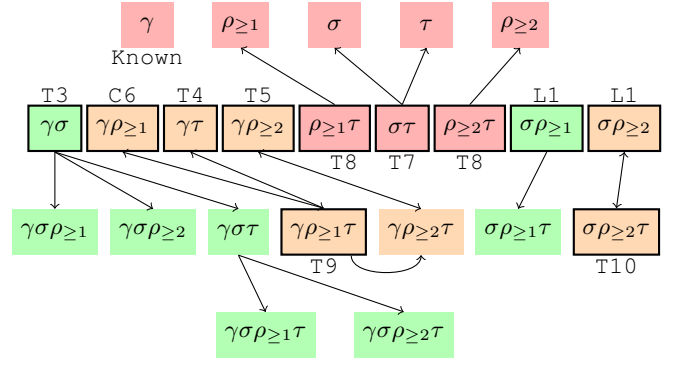 γ ρ≥1 σ τ ρ≥2
Known
T3 C6 T4 T5 L1 L1
γσ γρ≥1 γτ γρ≥2 ρ≥1τ στ ρ≥2τ σρ≥1 σρ≥2
T8 T7 T8
γσρ≥1 γσρ≥2 γστ γρ≥1τ γρ≥2τ σρ≥1τ σρ≥2τ
T9 T10
γσρ≥1τ γσρ≥2τ